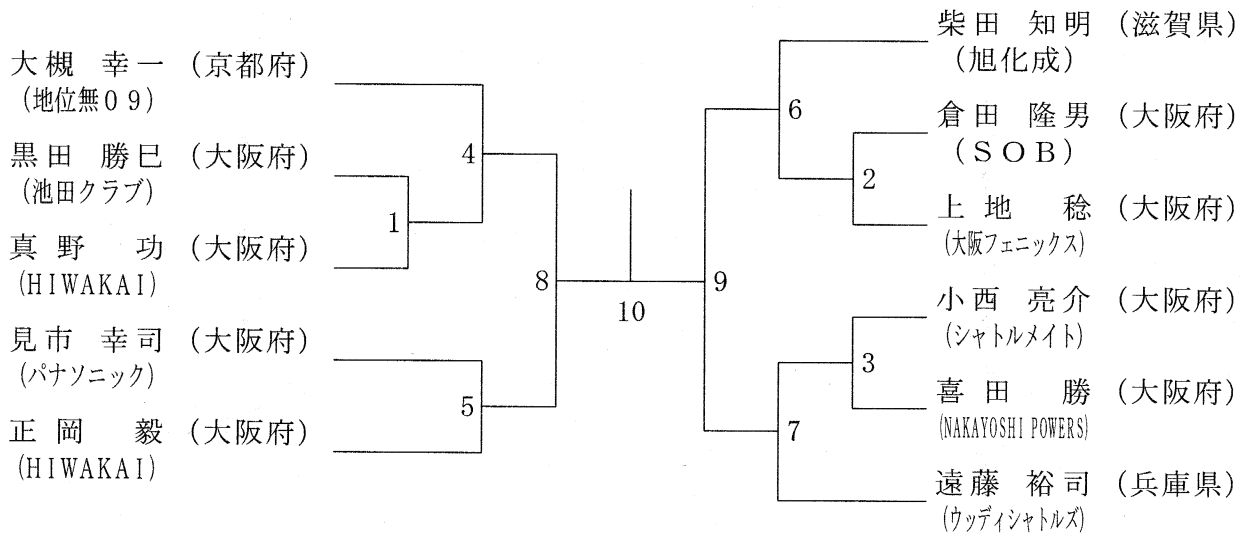 大槻 幸一 (京都府)
(地位無09)
黒田 勝巳 (大阪府)
(池田クラブ)
真野 功 (大阪府)
(HIWAKAI)
見市 幸司 (大阪府)
(パナソニック)
正岡 毅 (大阪府)
(HIWAKAI)
4
1
8
5
10
9
6
2
3
7
柴田 知明 (滋賀県)
(旭化成)
倉田 隆男 (大阪府)
(SOB)
上地 稔 (大阪府)
(大阪フェニックス)
小西 亮介 (大阪府)
(シャトルメイト)
喜田 勝 (大阪府)
(NAKAYOSHI POWERS)
遠藤 裕司 (兵庫県)
(ウッディシャトルズ)